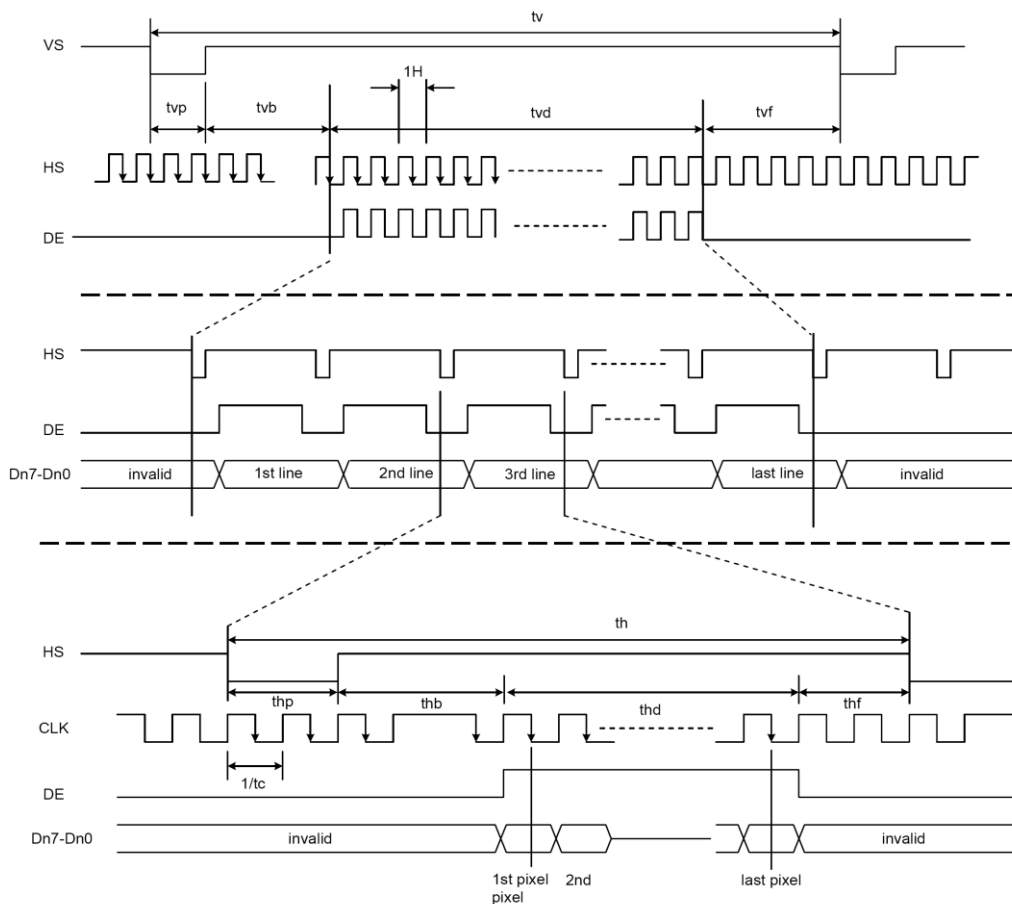 tv
VS
1H
tvp
tvb
tvd
tvf
HS
DE
HS
DE
Dn7-Dn0
invalid
1st line
2nd line
3rd line
last line
invalid
th
HS
thp
thb
thd
thf
CLK
1/tc
DE
Dn7-Dn0
invalid
invalid
1st pixel
pixel
2nd
last pixel